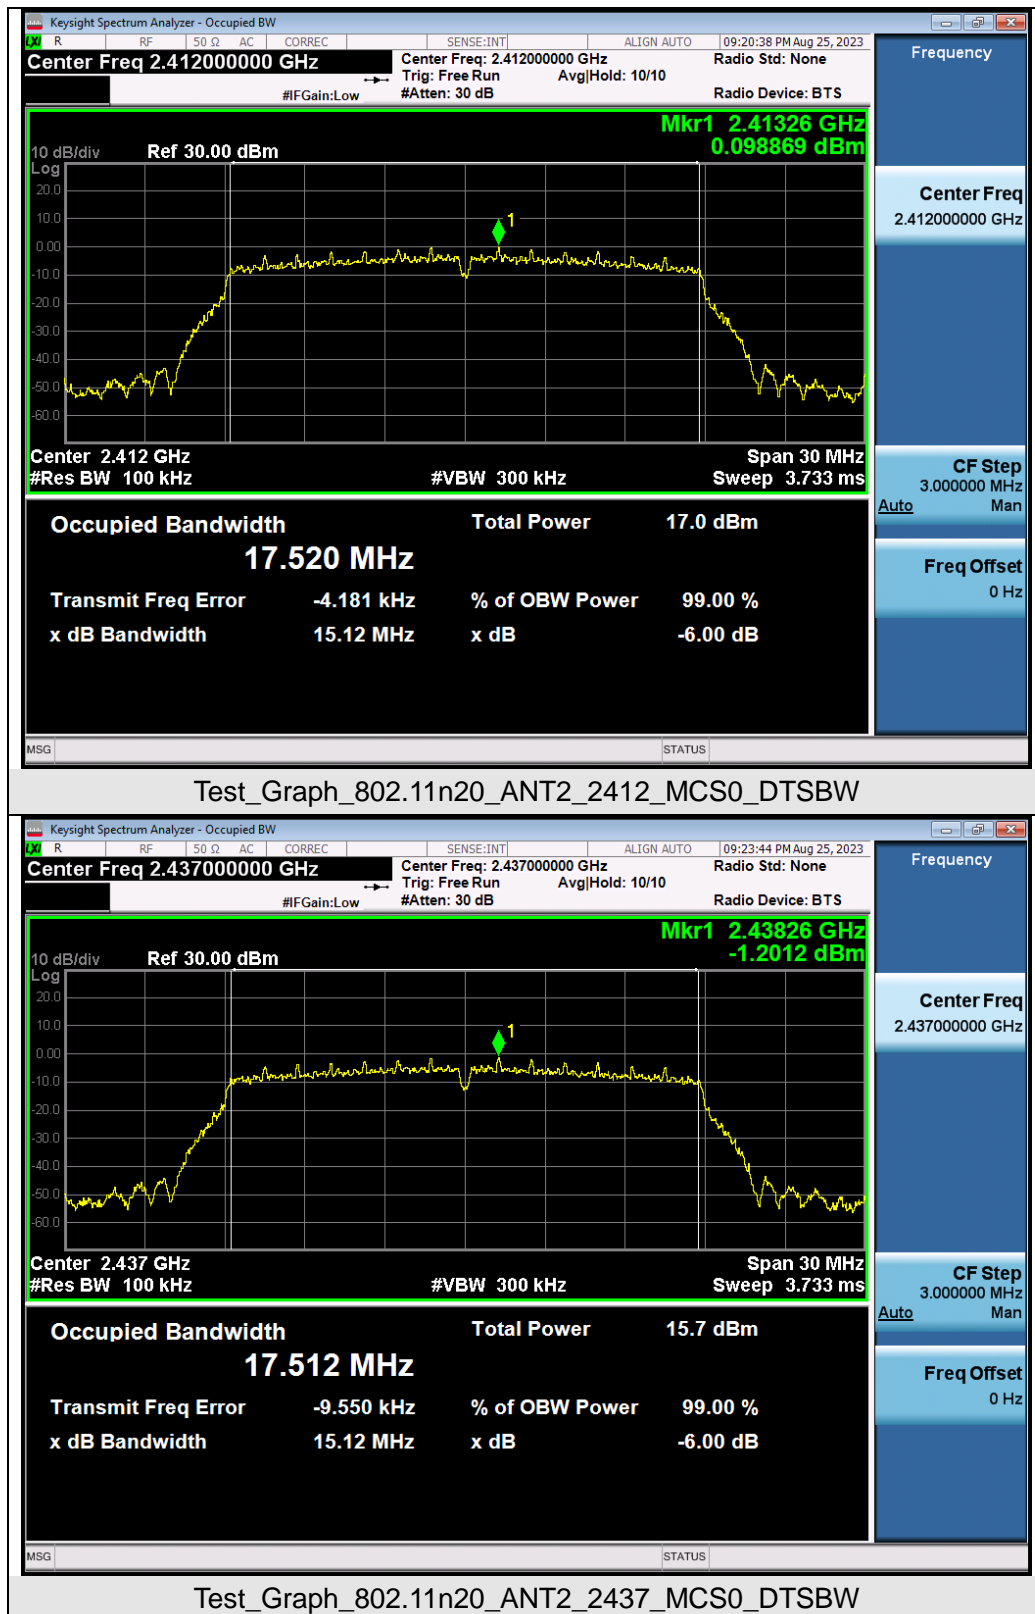 Keysight Spectrum Analyzer - Occupied BW
LXI R RF 50 Ω AC CORREC SENSE:INT ALIGN AUTO 09:20:38 PM Aug 25, 2023
Center Freq 2.412000000 GHz
Center Freq: 2.412000000 GHz
Radio Std: None
Trig: Free Run Avg|Hold: 10/10
#IFGain:Low #Atten: 30 dB Radio Device: BTS
Frequency
Mkr1 2.41326 GHz
0.098869 dBm
10 dB/div Ref 30.00 dBm
Log
20.0
10.0
0.00
-10.0
-20.0
-30.0
-40.0
-50.0
-60.0
1
Center 2.412 GHz Span 30 MHz
#Res BW 100 kHz #VBW 300 kHz Sweep 3.733 ms
Center Freq
2.412000000 GHz
CF Step
3.000000 MHz
Auto Man
Freq Offset
0 Hz
Occupied Bandwidth Total Power 17.0 dBm
17.520 MHz
Transmit Freq Error -4.181 kHz % of OBW Power 99.00 %
x dB Bandwidth 15.12 MHz x dB -6.00 dB
MSG STATUS
Test_Graph_802.11n20_ANT2_2412_MCS0_DTSBW
Keysight Spectrum Analyzer - Occupied BW
LXI R RF 50 Ω AC CORREC SENSE:INT ALIGN AUTO 09:23:44 PM Aug 25, 2023
Center Freq 2.437000000 GHz
Center Freq: 2.437000000 GHz
Radio Std: None
Trig: Free Run Avg|Hold: 10/10
#IFGain:Low #Atten: 30 dB Radio Device: BTS
Frequency
Mkr1 2.43826 GHz
-1.2012 dBm
10 dB/div Ref 30.00 dBm
Log
20.0
10.0
0.00
-10.0
-20.0
-30.0
-40.0
-50.0
-60.0
1
Center 2.437 GHz Span 30 MHz
#Res BW 100 kHz #VBW 300 kHz Sweep 3.733 ms
Center Freq
2.437000000 GHz
CF Step
3.000000 MHz
Auto Man
Freq Offset
0 Hz
Occupied Bandwidth Total Power 15.7 dBm
17.512 MHz
Transmit Freq Error -9.550 kHz % of OBW Power 99.00 %
x dB Bandwidth 15.12 MHz x dB -6.00 dB
MSG STATUS
Test_Graph_802.11n20_ANT2_2437_MCS0_DTSBW